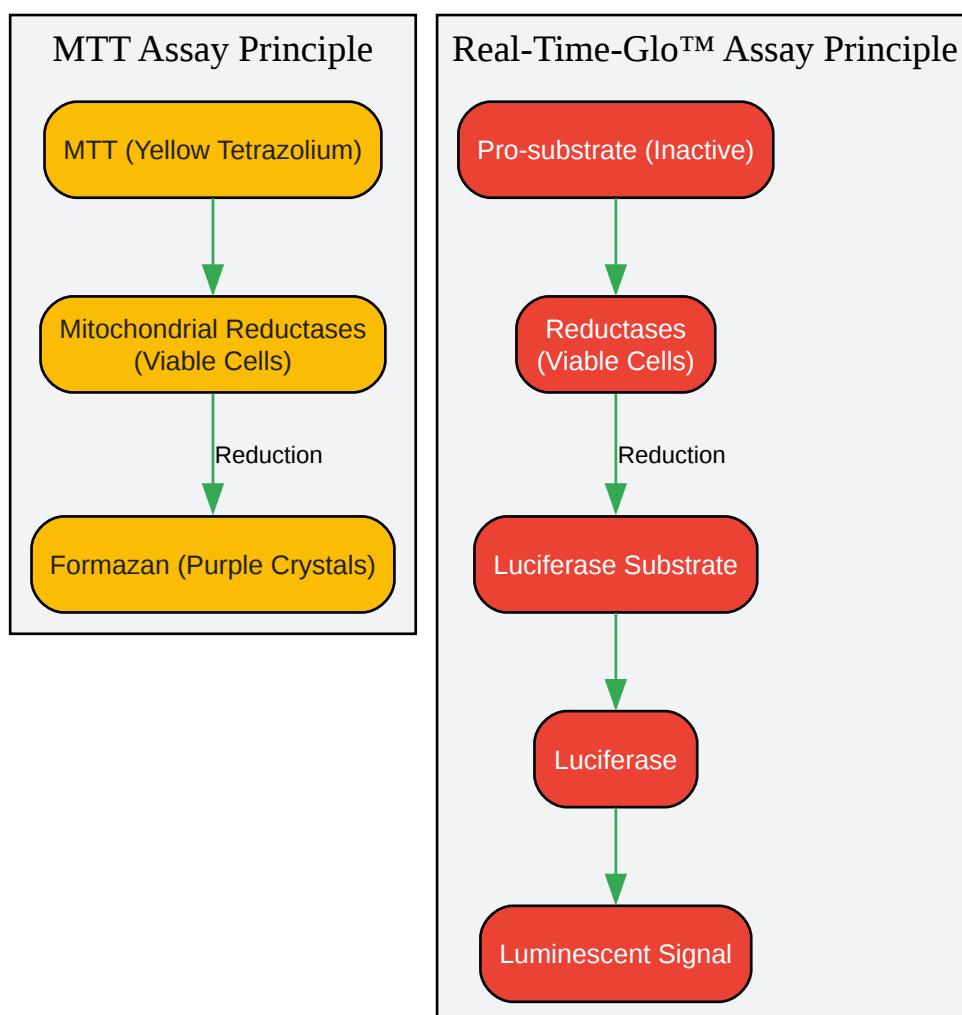 MTT Assay Principle
MTT (Yellow Tetrazolium)
Mitochondrial Reductases
(Viable Cells)
Reduction
Formazan (Purple Crystals)
Real-Time-Glo™ Assay Principle
Pro-substrate (Inactive)
Reductases
(Viable Cells)
Reduction
Luciferase Substrate
Luciferase
Luminescent Signal